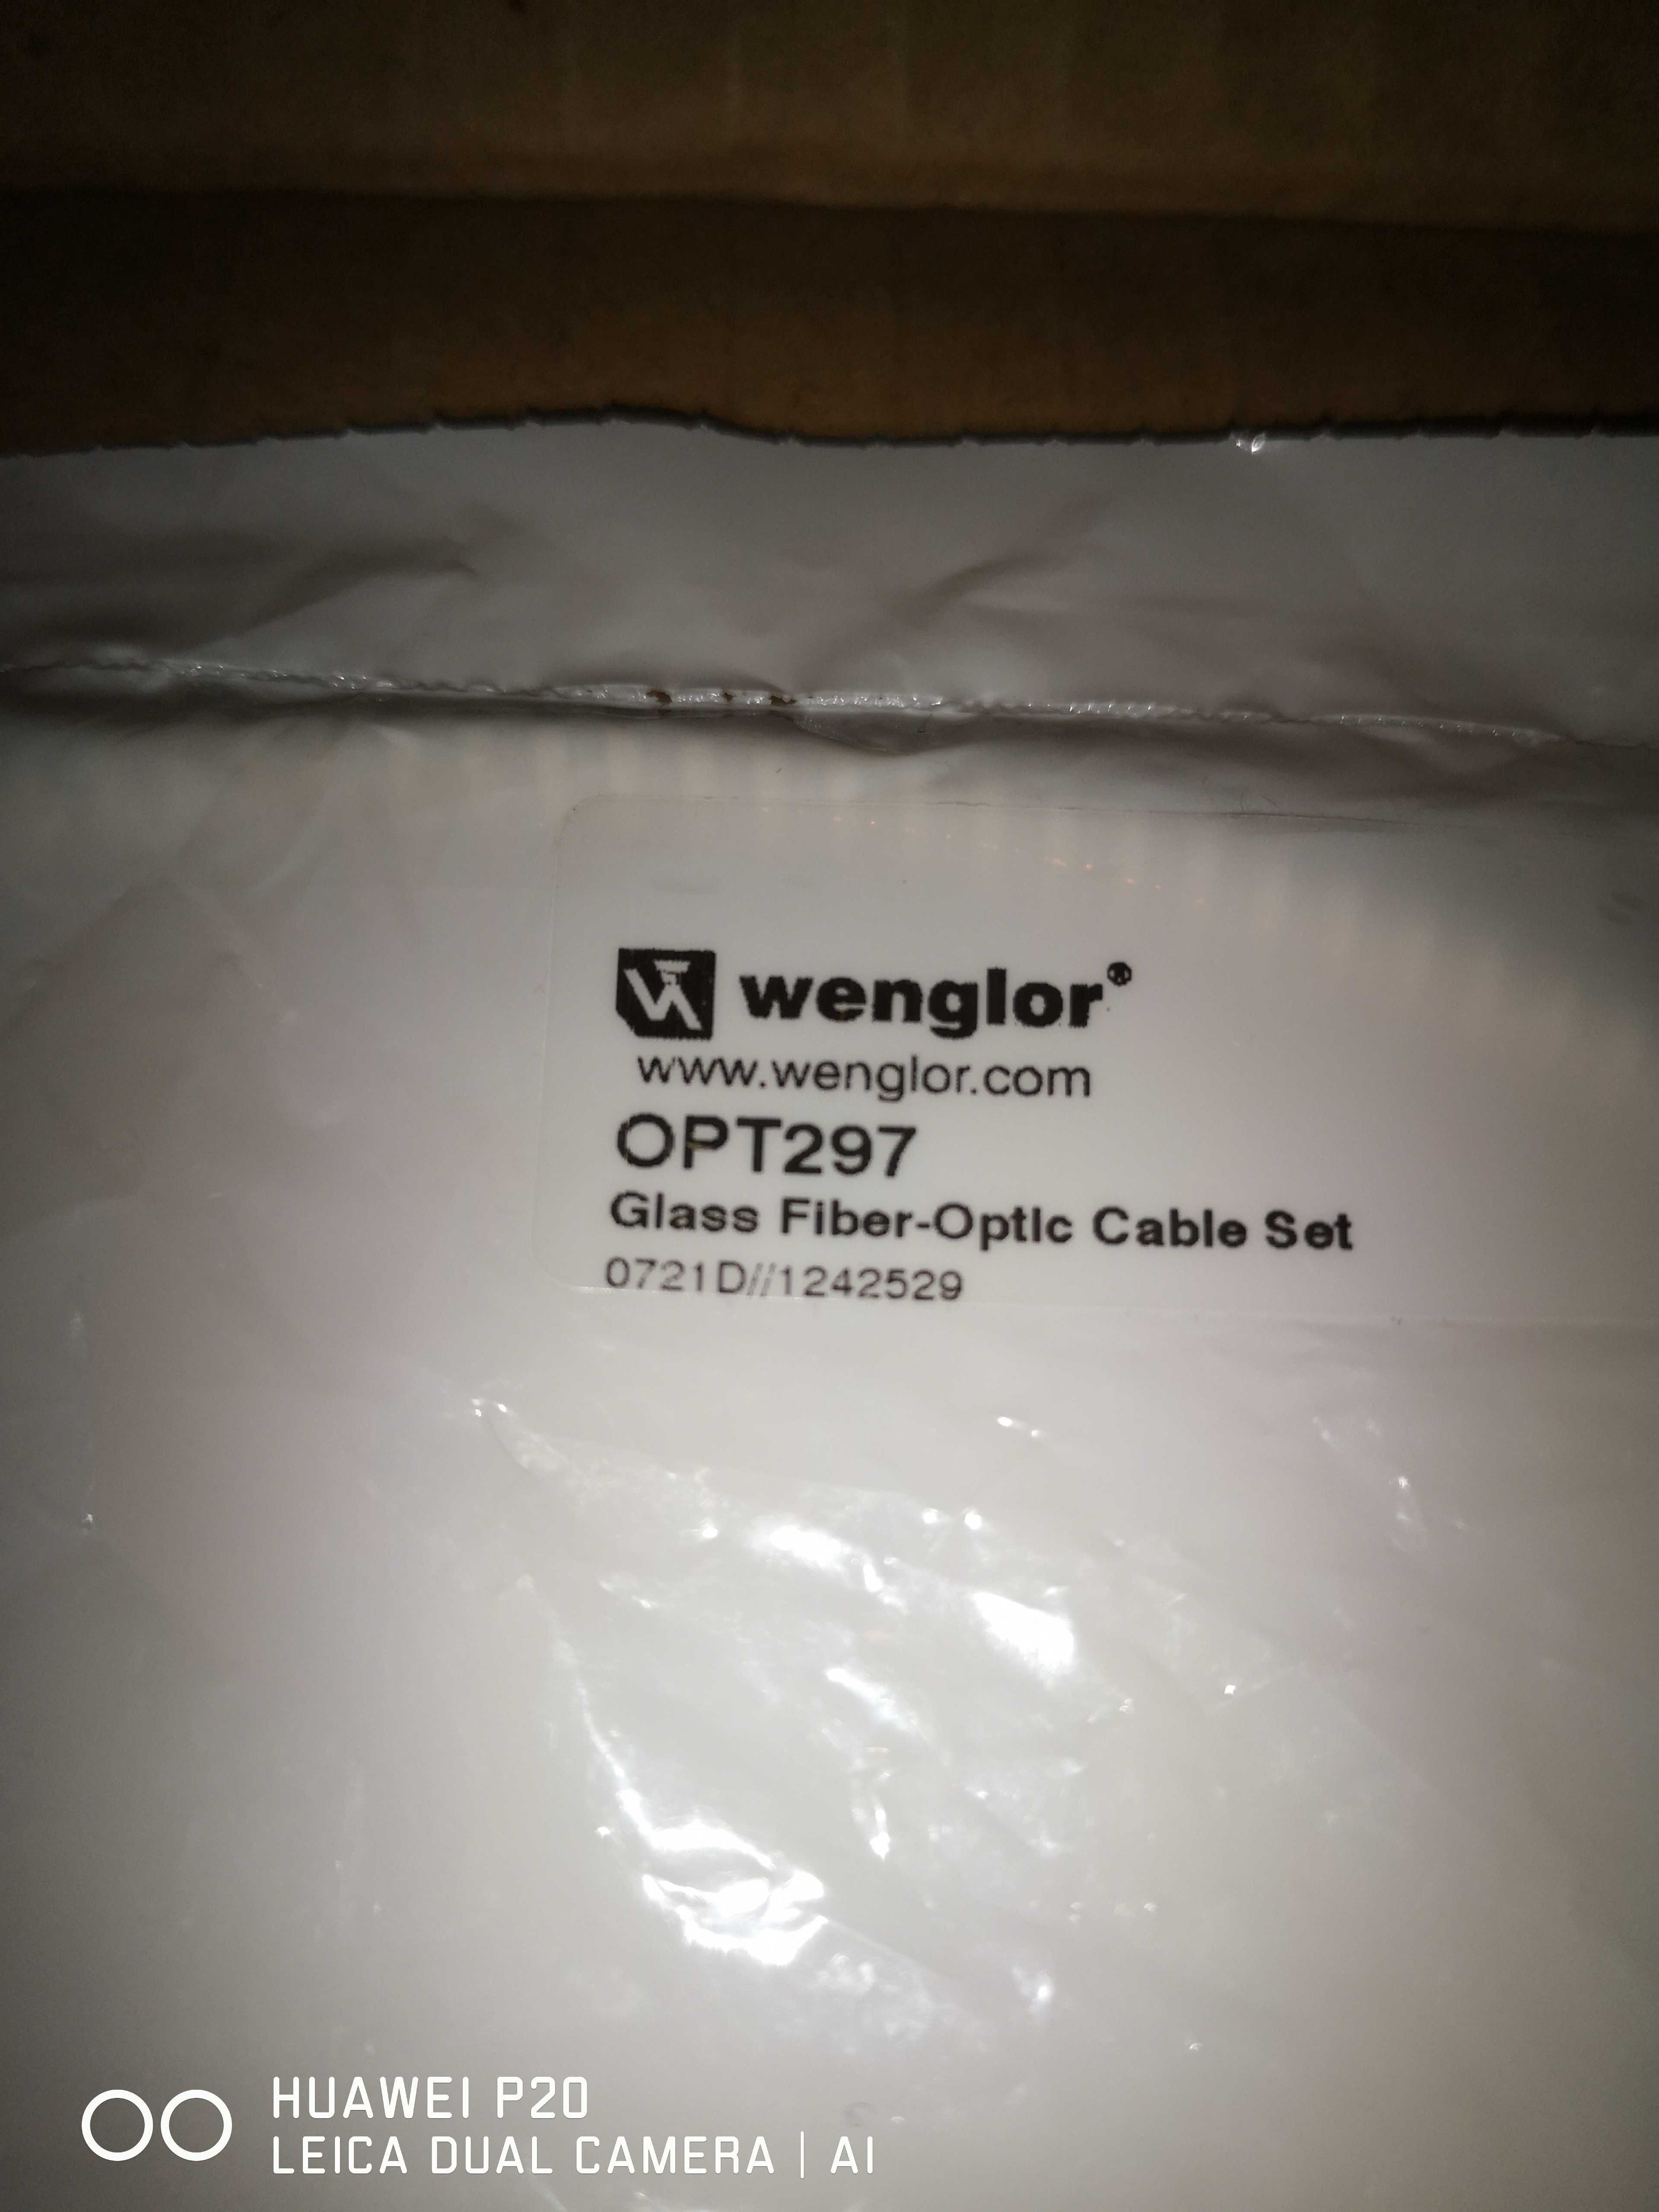 wenglor®
www.wenglor.com
OPT297
Glass Fiber-Optic Cable Set
0721D//1242529
HUAWEI P20
LEICA DUAL CAMERA | AI